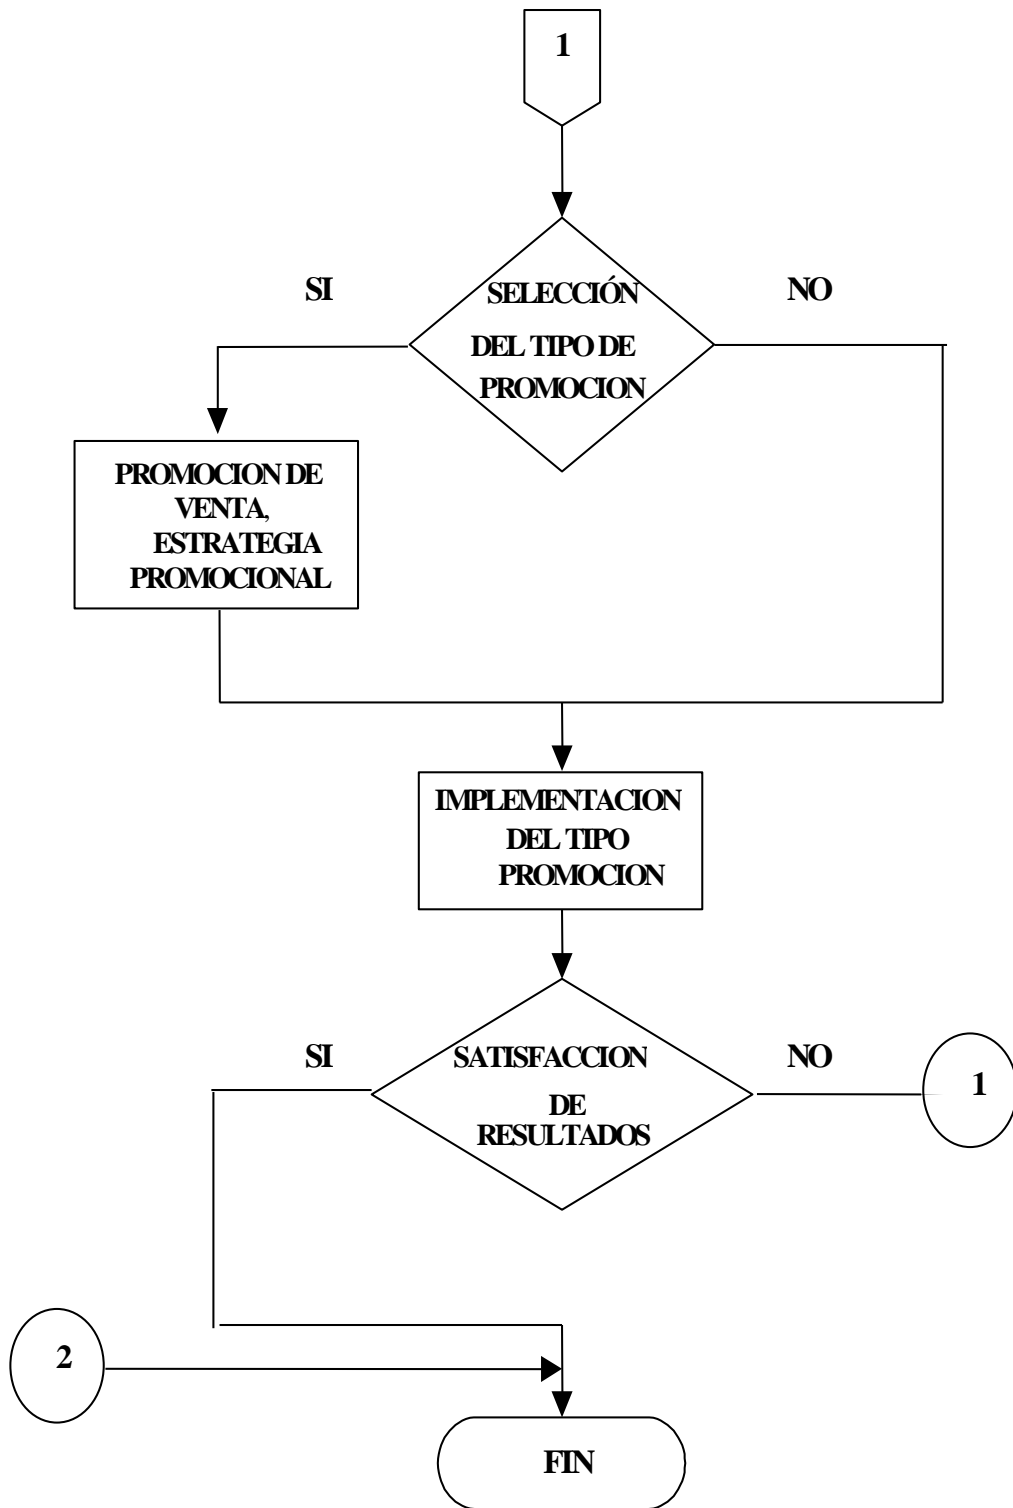 1
SI
SELECCIÓN
NO
DEL TIPO DE
PROMOCION
PROMOCION DE
VENTA,
ESTRATEGIA
PROMOCIONAL
IMPLEMENTACION
DEL TIPO
PROMOCION
SI
SATISFACCION
NO
1
DE
RESULTADOS
2
FIN